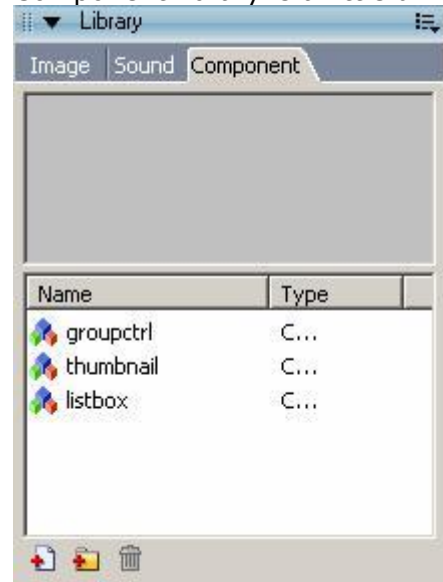 Library
Image Sound Component
Name Type
groupctrl C...
thumbnail C...
listbox C...